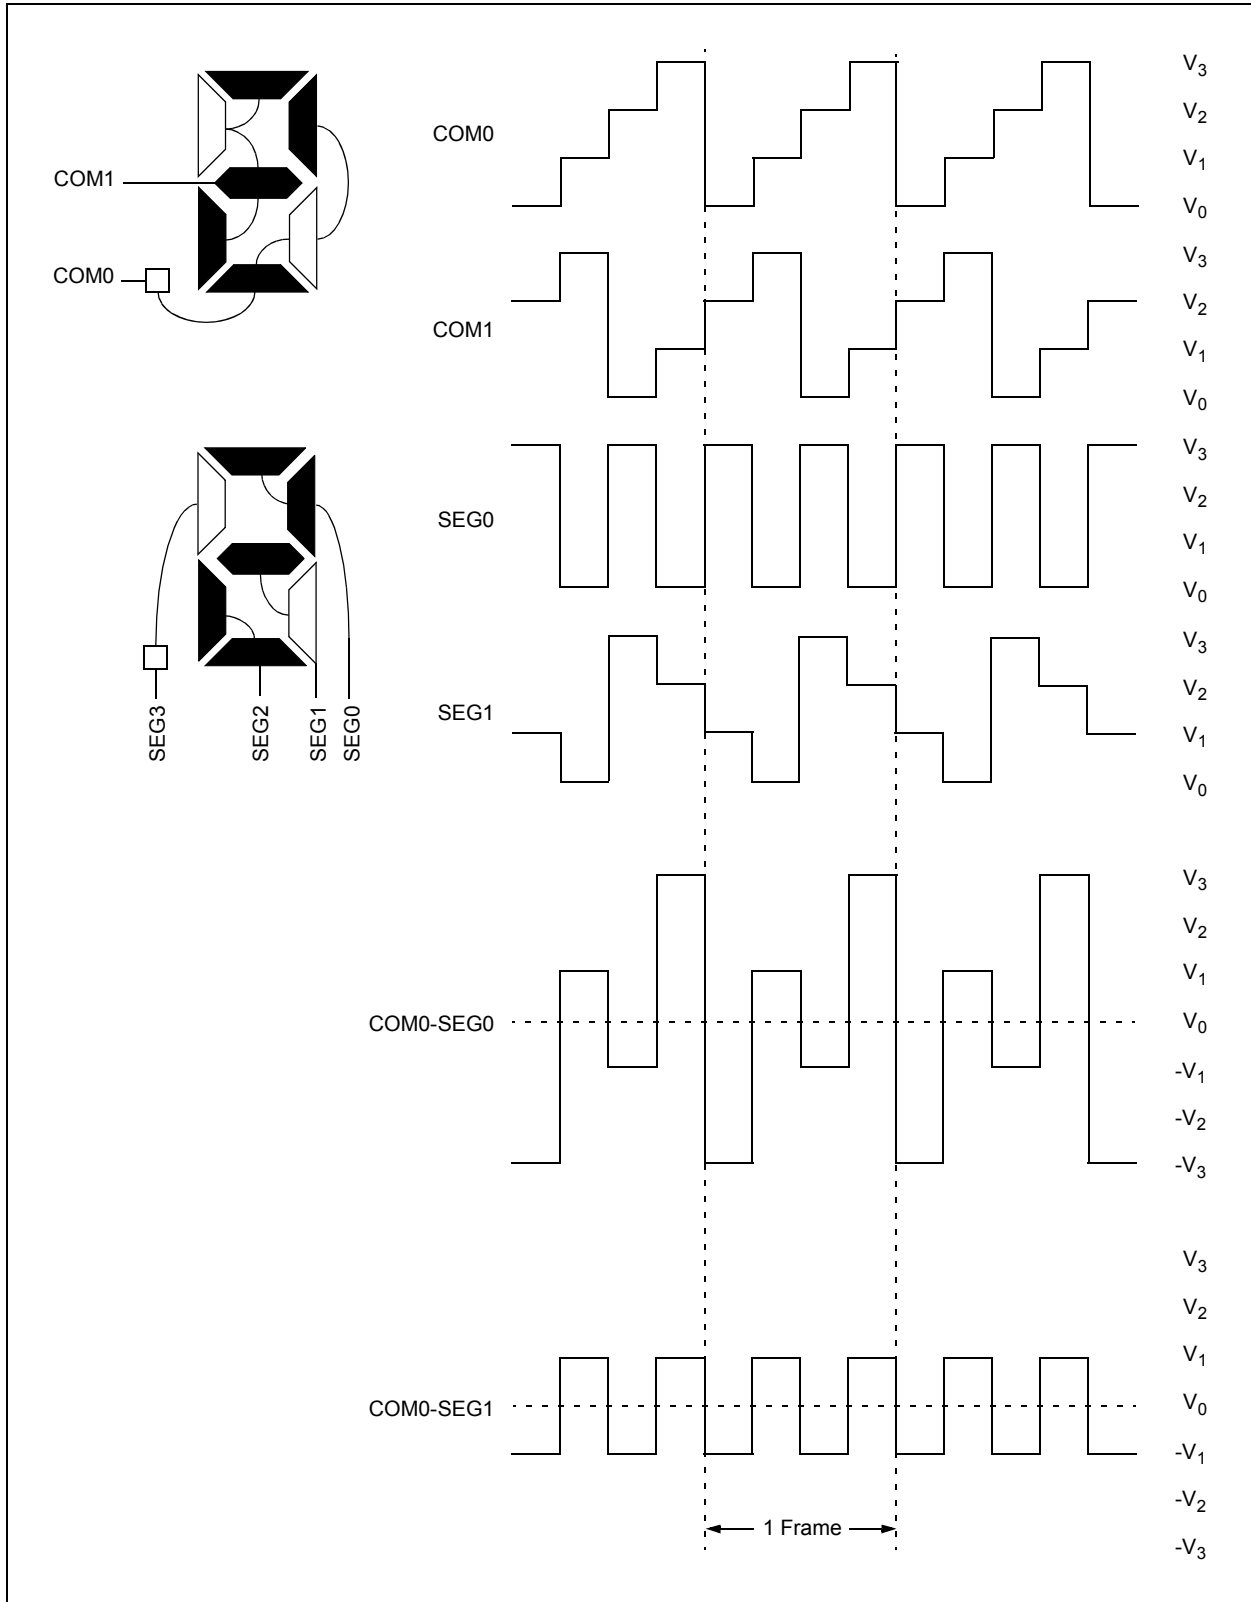 COM1
COM0
SEG3
SEG2
SEG1
SEG0
COM0
V3
V2
V1
V0
COM1
V3
V2
V1
V0
SEG0
V3
V2
V1
V0
SEG1
V3
V2
V1
V0
COM0-SEG0
V3
V2
V1
V0
-V1
-V2
-V3
COM0-SEG1
V3
V2
V1
V0
-V1
-V2
-V3
1 Frame